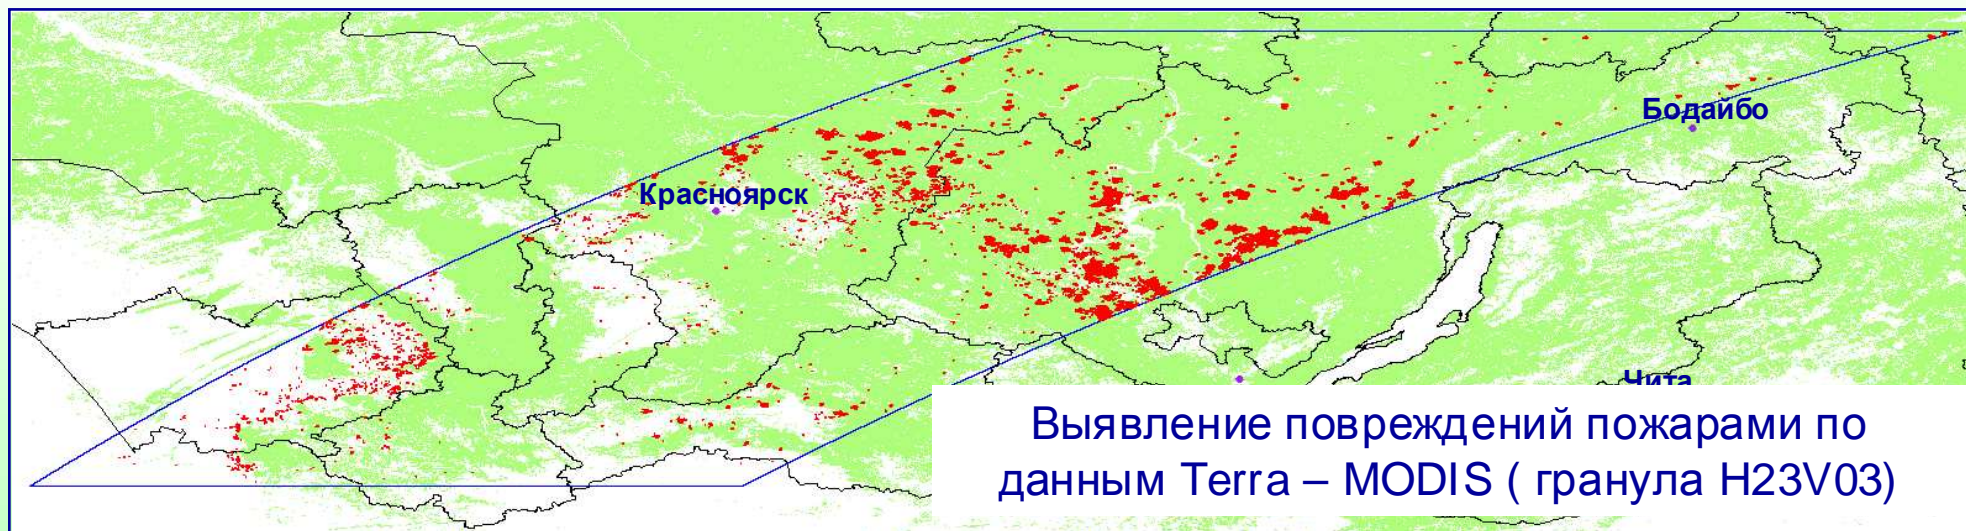 Бодайбо
Красноярск
Чита
Выявление повреждений пожарами по
данным Terra – MODIS ( гранула H23V03)